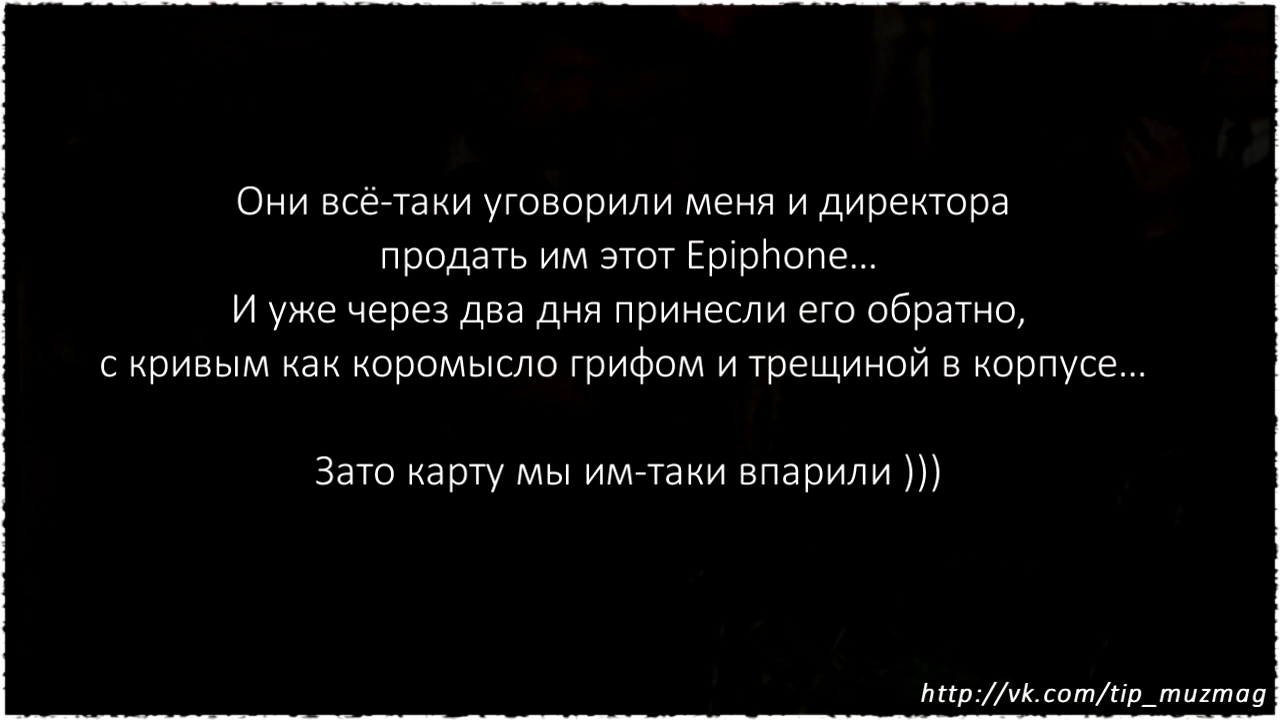 Они всё-таки уговорили меня и директора
продать им этот Epiphone...
И уже через два дня принесли его обратно,
с кривым как коромысло грифом и трещиной в корпусе...
Зато карту мы им-таки впарили )))
http://vk.com/tip_muzmag